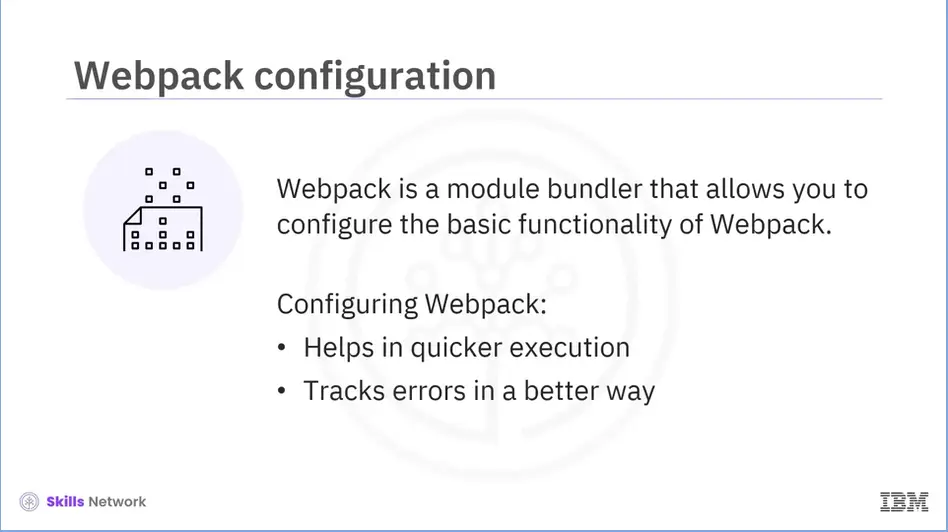 Webpack configuration
Webpack is a module bundler that allows you to
configure the basic functionality of Webpack.
Configuring Webpack:
• Helps in quicker execution
• Tracks errors in a better way
Skills Network
IBM